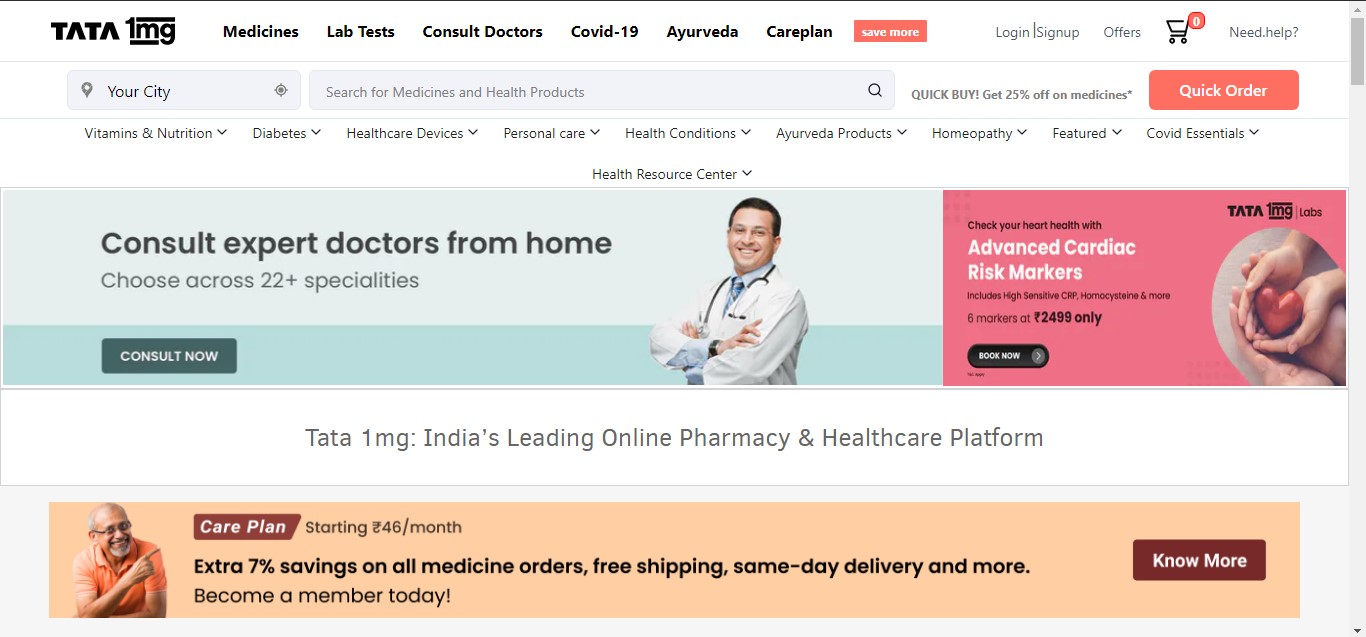 TATA 1mg
Medicines Lab Tests Consult Doctors Covid-19 Ayurveda Careplan save more Login |Signup Offers 0 Need.help?
Your City Search for Medicines and Health Products QUICK BUY! Get 25% off on medicines* Quick Order
Vitamins & Nutrition Diabetes Healthcare Devices Personal care Health Conditions Ayurveda Products Homeopathy Featured Covid Essentials
Health Resource Center
Consult expert doctors from home
Choose across 22+ specialities
CONSULT NOW
TATA 1mg | Labs
Check your heart health with
Advanced Cardiac
Risk Markers
Includes High Sensitive CRP, Homocysteine & more
6 markers at ₹2499 only
BOOK NOW
Tata 1mg: India’s Leading Online Pharmacy & Healthcare Platform
Care Plan Starting ₹46/month
Extra 7% savings on all medicine orders, free shipping, same-day delivery and more.
Become a member today!
Know More